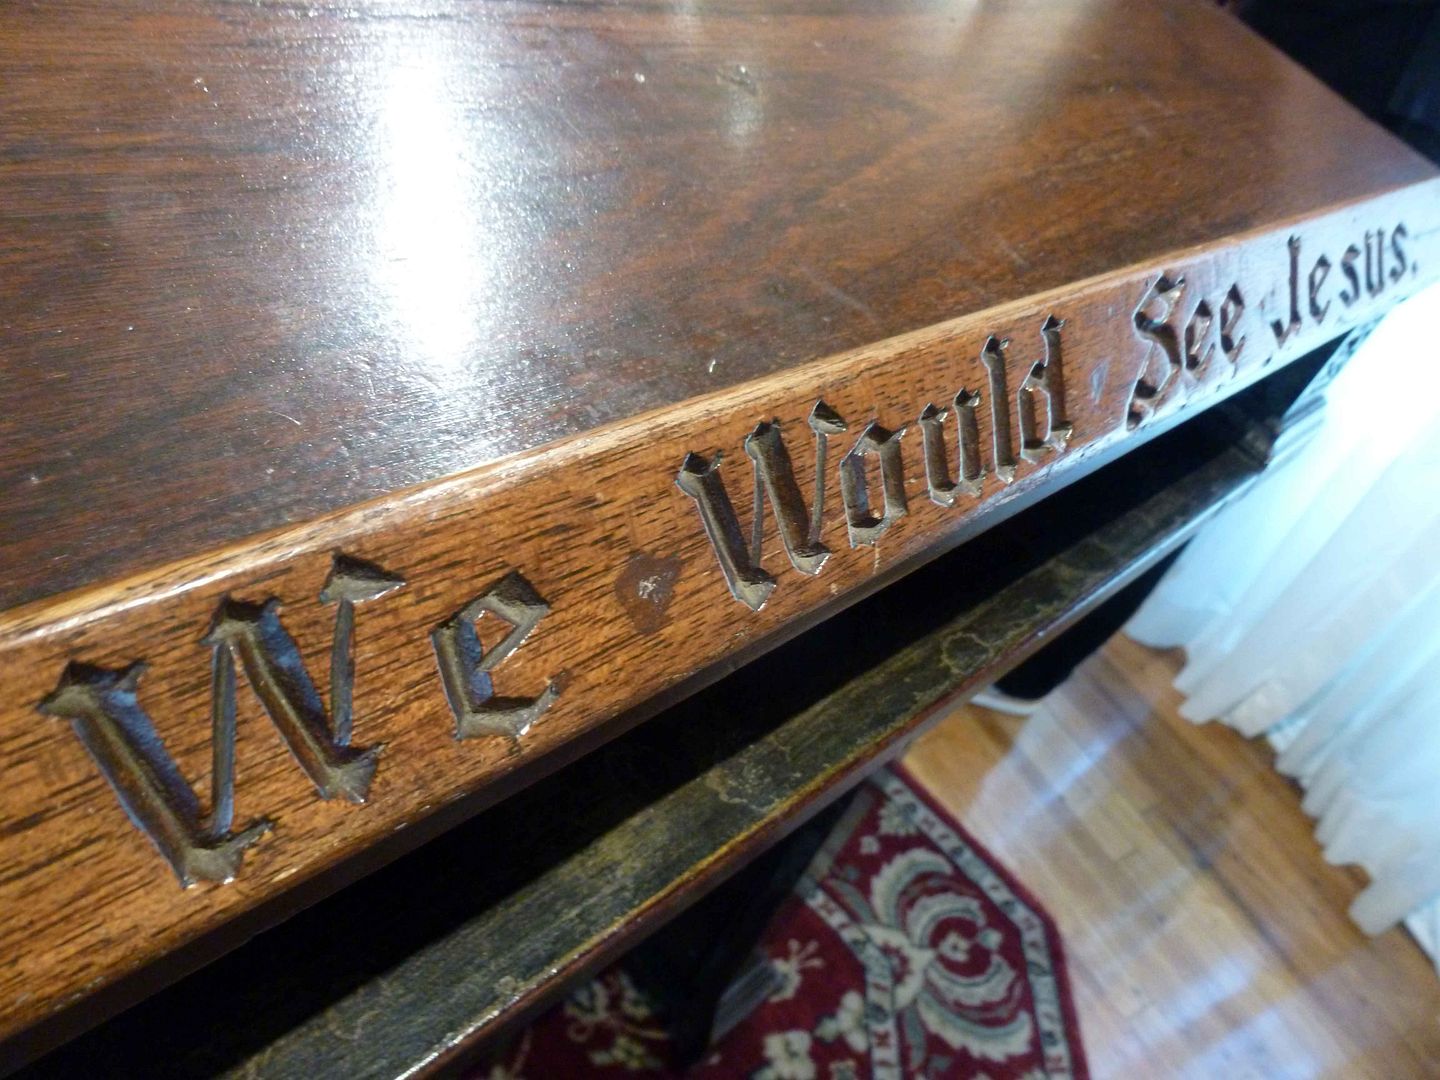 We · Would · See · Jesus.